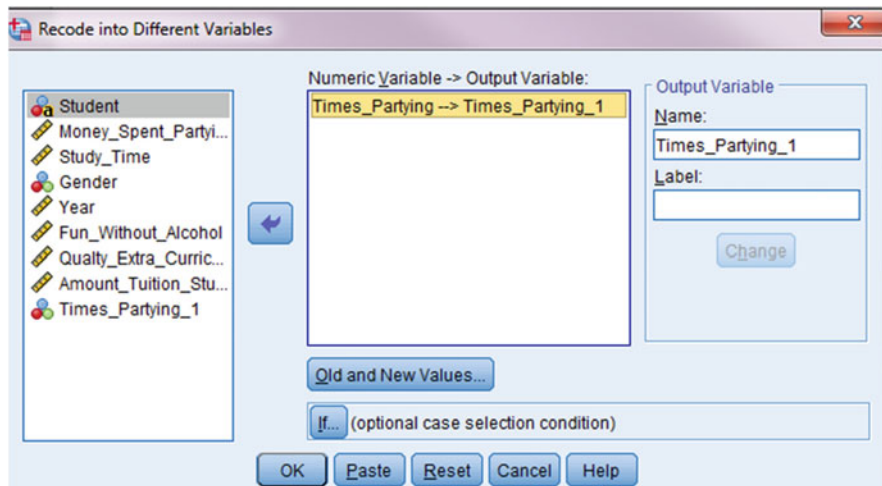 Recode into Different Variables
Student
Money_Spent_Partyi...
Study_Time
Gender
Year
Fun_Without_Alcohol
Qualty_Extra_Curric...
Amount_Tuition_Stu...
Times_Partying_1
Numeric Variable -> Output Variable:
Times_Partying --> Times_Partying_1
Output Variable
Name:
Times_Partying_1
Label:
Change
Old and New Values...
If... (optional case selection condition)
OK Paste Reset Cancel Help